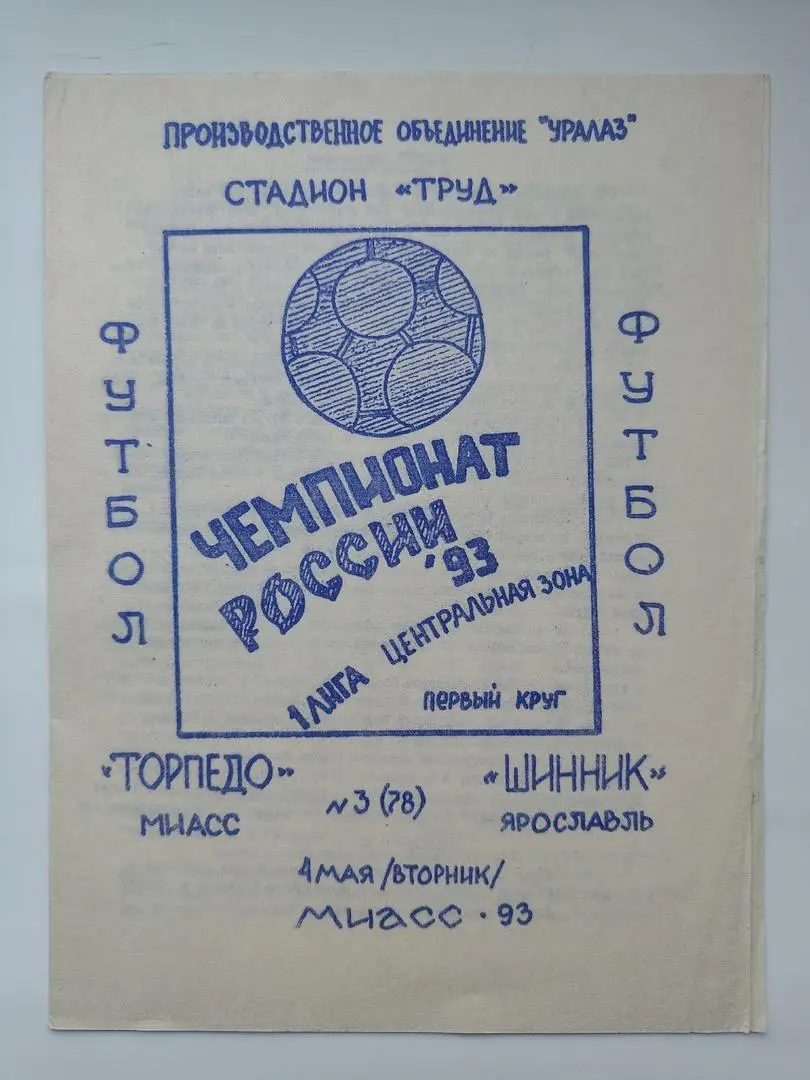 ПРОИЗВОДСТВЕННОЕ ОБЪЕДИНЕНИЕ "УРАЛАЗ"
СТАДИОН «ТРУД»
ФУТБОЛ
ЧЕМПИОНАТ
РОССИИ
'93
1 ЛИГА ЦЕНТРАЛЬНАЯ ЗОНА
ПЕРВЫЙ КРУГ
ФУТБОЛ
«ТОРПЕДО»
МИАСС
N 3 (78)
«ШИННИК»
ЯРОСЛАВЛЬ
4 МАЯ /ВТОРНИК/
МИАСС · 93